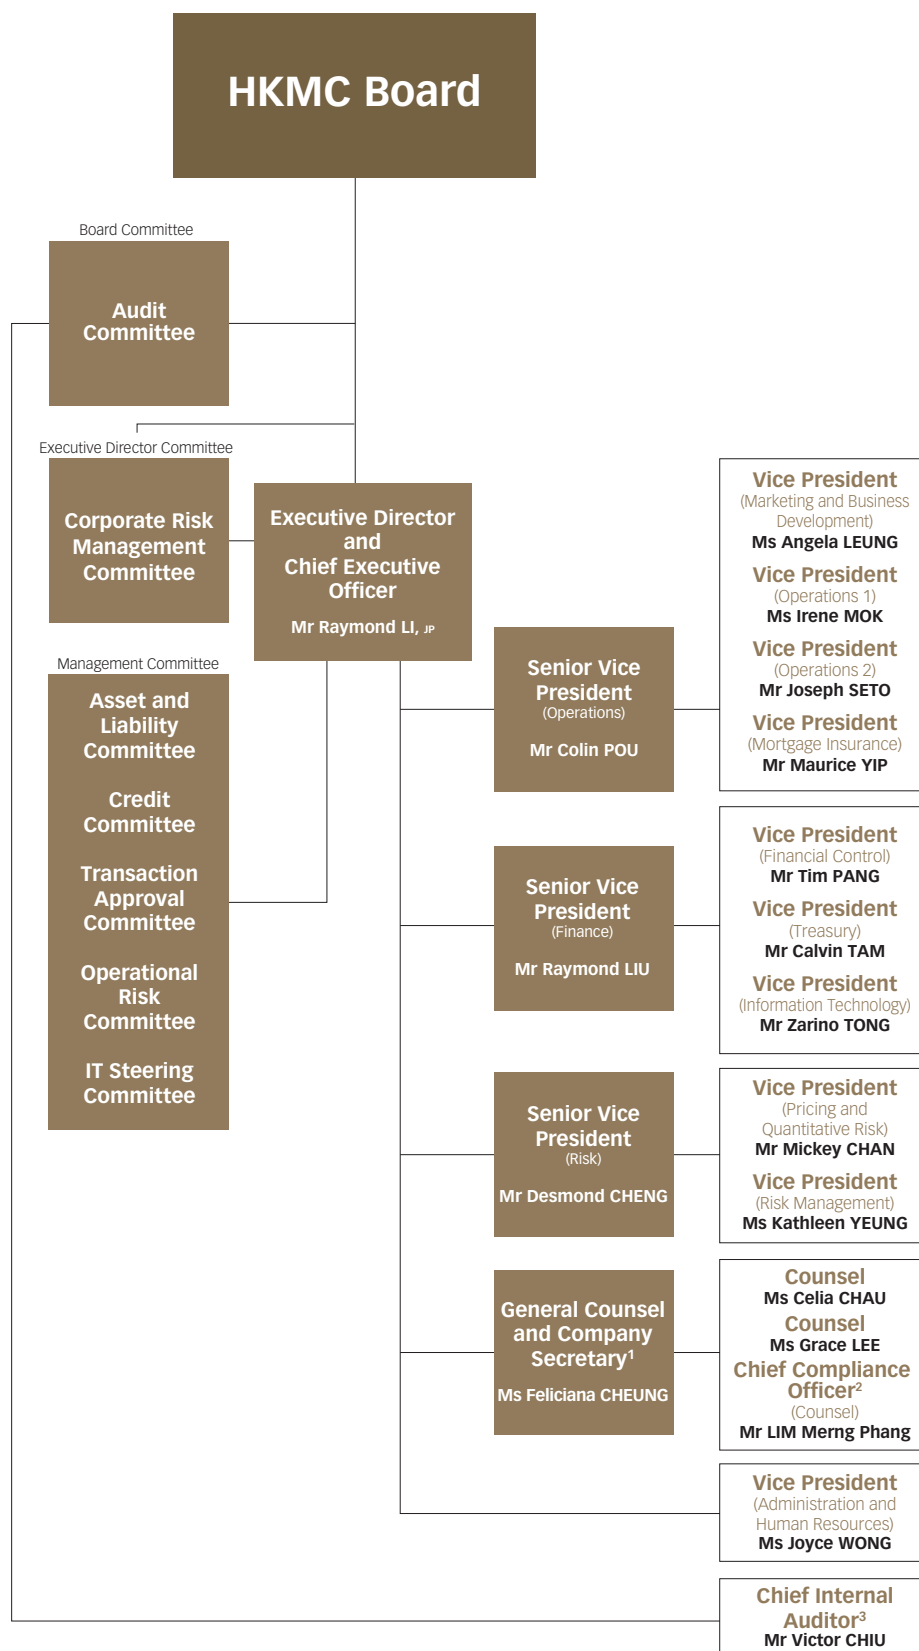 HKMC Board
Board Committee
Audit
Committee
Executive Director Committee
Corporate Risk
Management
Committee
Executive Director
and
Chief Executive
Officer
Mr Raymond LI, JP
Management Committee
Asset and
Liability
Committee
Credit
Committee
Transaction
Approval
Committee
Operational
Risk
Committee
IT Steering
Committee
Senior Vice
President
(Operations)
Mr Colin POU
Vice President
(Marketing and Business
Development)
Ms Angela LEUNG
Vice President
(Operations 1)
Ms Irene MOK
Vice President
(Operations 2)
Mr Joseph SETO
Vice President
(Mortgage Insurance)
Mr Maurice YIP
Senior Vice
President
(Finance)
Mr Raymond LIU
Vice President
(Financial Control)
Mr Tim PANG
Vice President
(Treasury)
Mr Calvin TAM
Vice President
(Information Technology)
Mr Zarino TONG
Senior Vice
President
(Risk)
Mr Desmond CHENG
Vice President
(Pricing and
Quantitative Risk)
Mr Mickey CHAN
Vice President
(Risk Management)
Ms Kathleen YEUNG
General Counsel
and Company
Secretary1
Ms Feliciana CHEUNG
Counsel
Ms Celia CHAU
Counsel
Ms Grace LEE
Chief Compliance
Officer2
(Counsel)
Mr LIM Merng Phang
Vice President
(Administration and
Human Resources)
Ms Joyce WONG
Chief Internal
Auditor3
Mr Victor CHIU